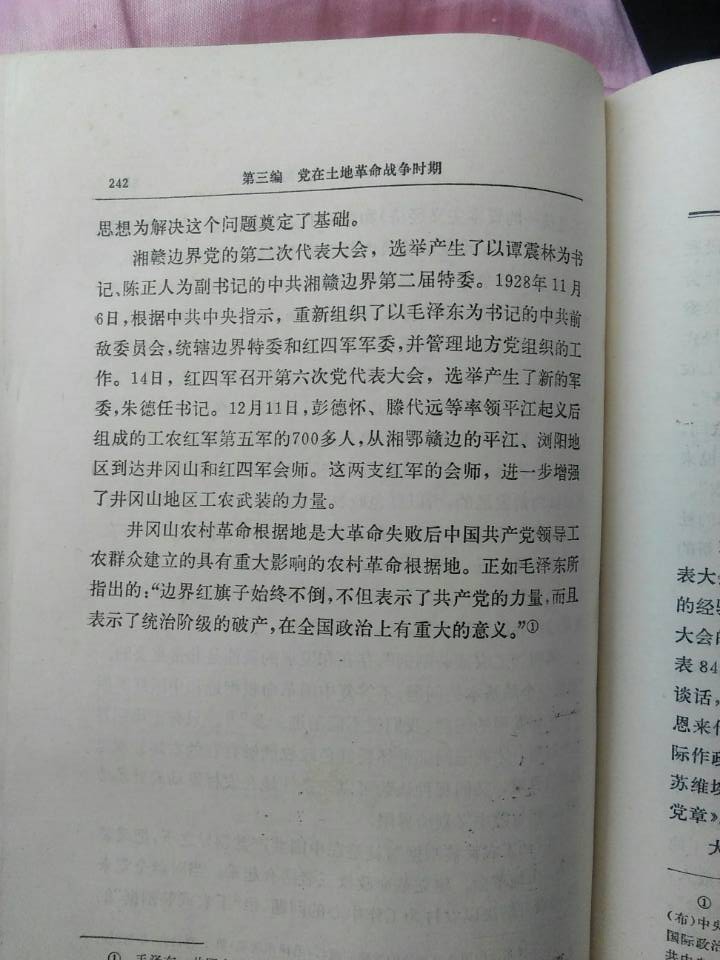 242 第三编 党在土地革命战争时期
思想为解决这个问题奠定了基础。
湘赣边界党的第二次代表大会，选举产生了以谭震林为书
记、陈正人为副书记的中共湘赣边界第二届特委。1928年11月
6日，根据中共中央指示，重新组织了以毛泽东为书记的中共前
敌委员会，统辖边界特委和红四军军委，并管理地方党组织的工
作。14日，红四军召开第六次党代表大会，选举产生了新的军
委，朱德任书记。12月11日，彭德怀、滕代远等率领平江起义后
组成的工农红军第五军的700多人，从湘鄂赣边的平江、浏阳地
区到达井冈山和红四军会师。这两支红军的会师，进一步增强
了井冈山地区工农武装的力量。
井冈山农村革命根据地是大革命失败后中国共产党领导工
农群众建立的具有重大影响的农村革命根据地。正如毛泽东所
指出的：“边界红旗子始终不倒，不但表示了共产党的力量，而且
表示了统治阶级的破产，在全国政治上有重大的意义。”①
表大会
的经验
大会的
表84
谈话，
恩来作
际作政
苏维埃
党章》
①
(布)中央
国际政治
共中央